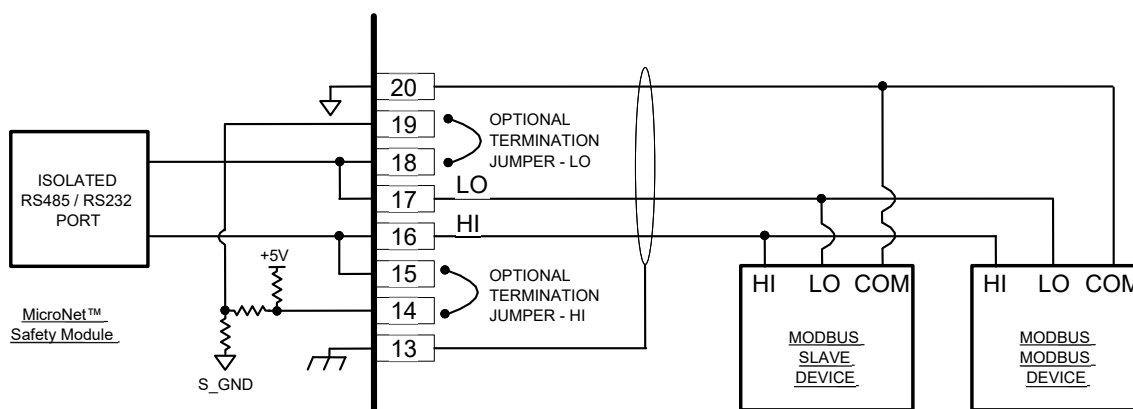 20
19
18
17
16
15
14
13
OPTIONAL
TERMINATION
JUMPER - LO
LO
HI
OPTIONAL
TERMINATION
JUMPER - HI
ISOLATED
RS485 / RS232
PORT
MicroNet™
Safety Module
+5V
S_GND
HI LO COM
MODBUS
SLAVE
DEVICE
HI LO COM
MODBUS
MODBUS
DEVICE